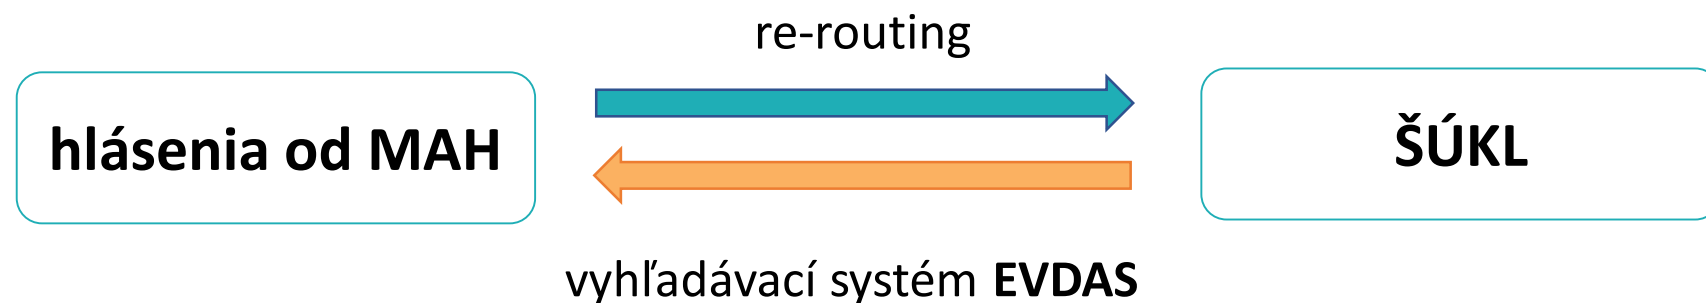 re-routing
hlásenia od MAH
ŠÚKL
vyhľadávací systém EVDAS